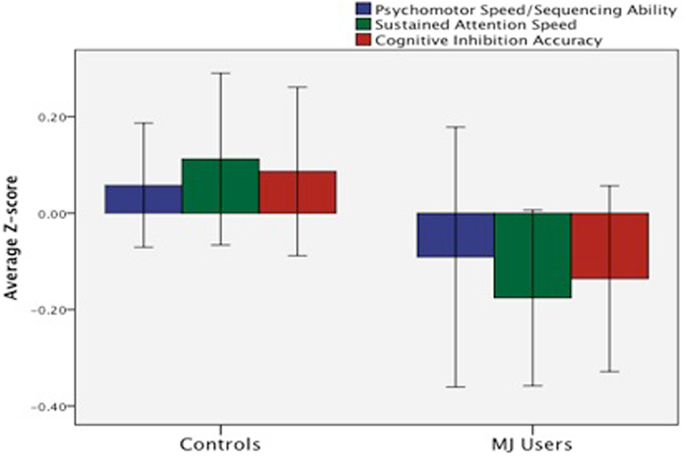 Psychomotor Speed/Sequencing Ability
Sustained Attention Speed
Cognitive Inhibition Accuracy
Average Z-score
0.20
0.00
-0.20
-0.40
Controls
MJ Users